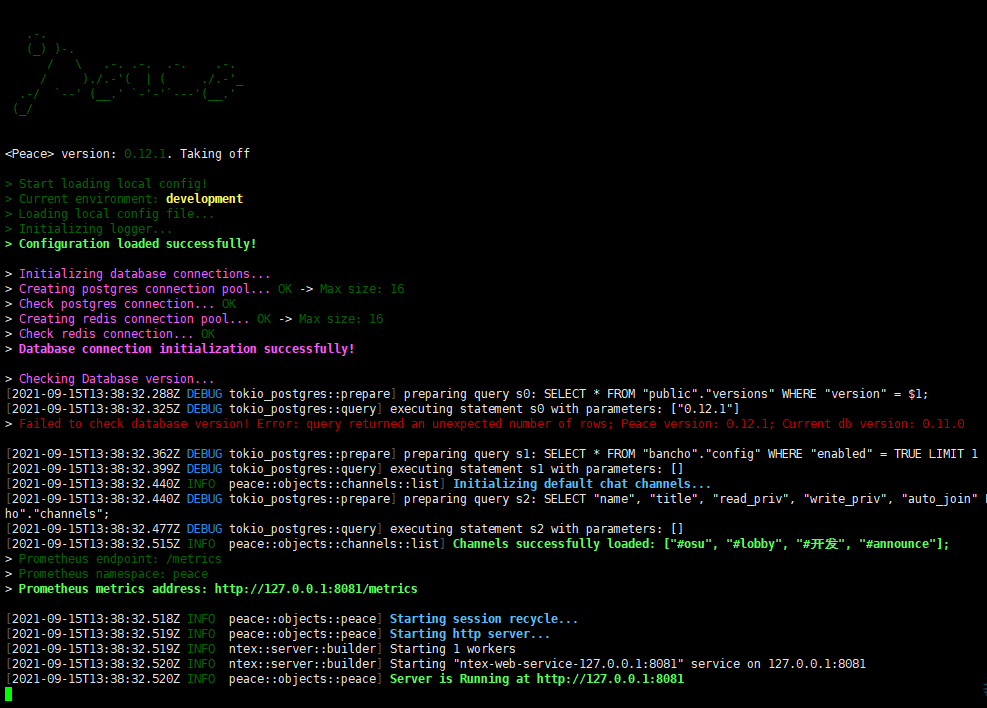 <Peace> version: 0.12.1. Taking off
> Start loading local config!
> Current environment: development
> Loading local config file...
> Initializing logger...
> Configuration loaded successfully!
> Initializing database connections...
> Creating postgres connection pool... OK -> Max size: 16
> Check postgres connection... OK
> Creating redis connection pool... OK -> Max size: 16
> Check redis connection... OK
> Database connection initialization successfully!
> Checking Database version...
[2021-09-15T13:38:32.288Z DEBUG tokio_postgres::prepare] preparing query s0: SELECT * FROM "public"."versions" WHERE "version" = $1;
[2021-09-15T13:38:32.325Z DEBUG tokio_postgres::query] executing statement s0 with parameters: ["0.12.1"]
> Failed to check database version! Error: query returned an unexpected number of rows; Peace version: 0.12.1; Current db version: 0.11.0
[2021-09-15T13:38:32.362Z DEBUG tokio_postgres::prepare] preparing query s1: SELECT * FROM "bancho"."config" WHERE "enabled" = TRUE LIMIT 1
[2021-09-15T13:38:32.399Z DEBUG tokio_postgres::query] executing statement s1 with parameters: []
[2021-09-15T13:38:32.440Z INFO  peace::objects::channels::list] Initializing default chat channels...
[2021-09-15T13:38:32.440Z DEBUG tokio_postgres::prepare] preparing query s2: SELECT "name", "title", "read_priv", "write_priv", "auto_join"
ho"."channels";
[2021-09-15T13:38:32.477Z DEBUG tokio_postgres::query] executing statement s2 with parameters: []
[2021-09-15T13:38:32.515Z INFO  peace::objects::channels::list] Channels successfully loaded: ["#osu", "#lobby", "#开发", "#announce"];
> Prometheus endpoint: /metrics
> Prometheus namespace: peace
> Prometheus metrics address: http://127.0.0.1:8081/metrics
[2021-09-15T13:38:32.518Z INFO  peace::objects::peace] Starting session recycle...
[2021-09-15T13:38:32.519Z INFO  peace::objects::peace] Starting http server...
[2021-09-15T13:38:32.519Z INFO  ntex::server::builder] Starting 1 workers
[2021-09-15T13:38:32.520Z INFO  ntex::server::builder] Starting "ntex-web-service-127.0.0.1:8081" service on 127.0.0.1:8081
[2021-09-15T13:38:32.520Z INFO  peace::objects::peace] Server is Running at http://127.0.0.1:8081